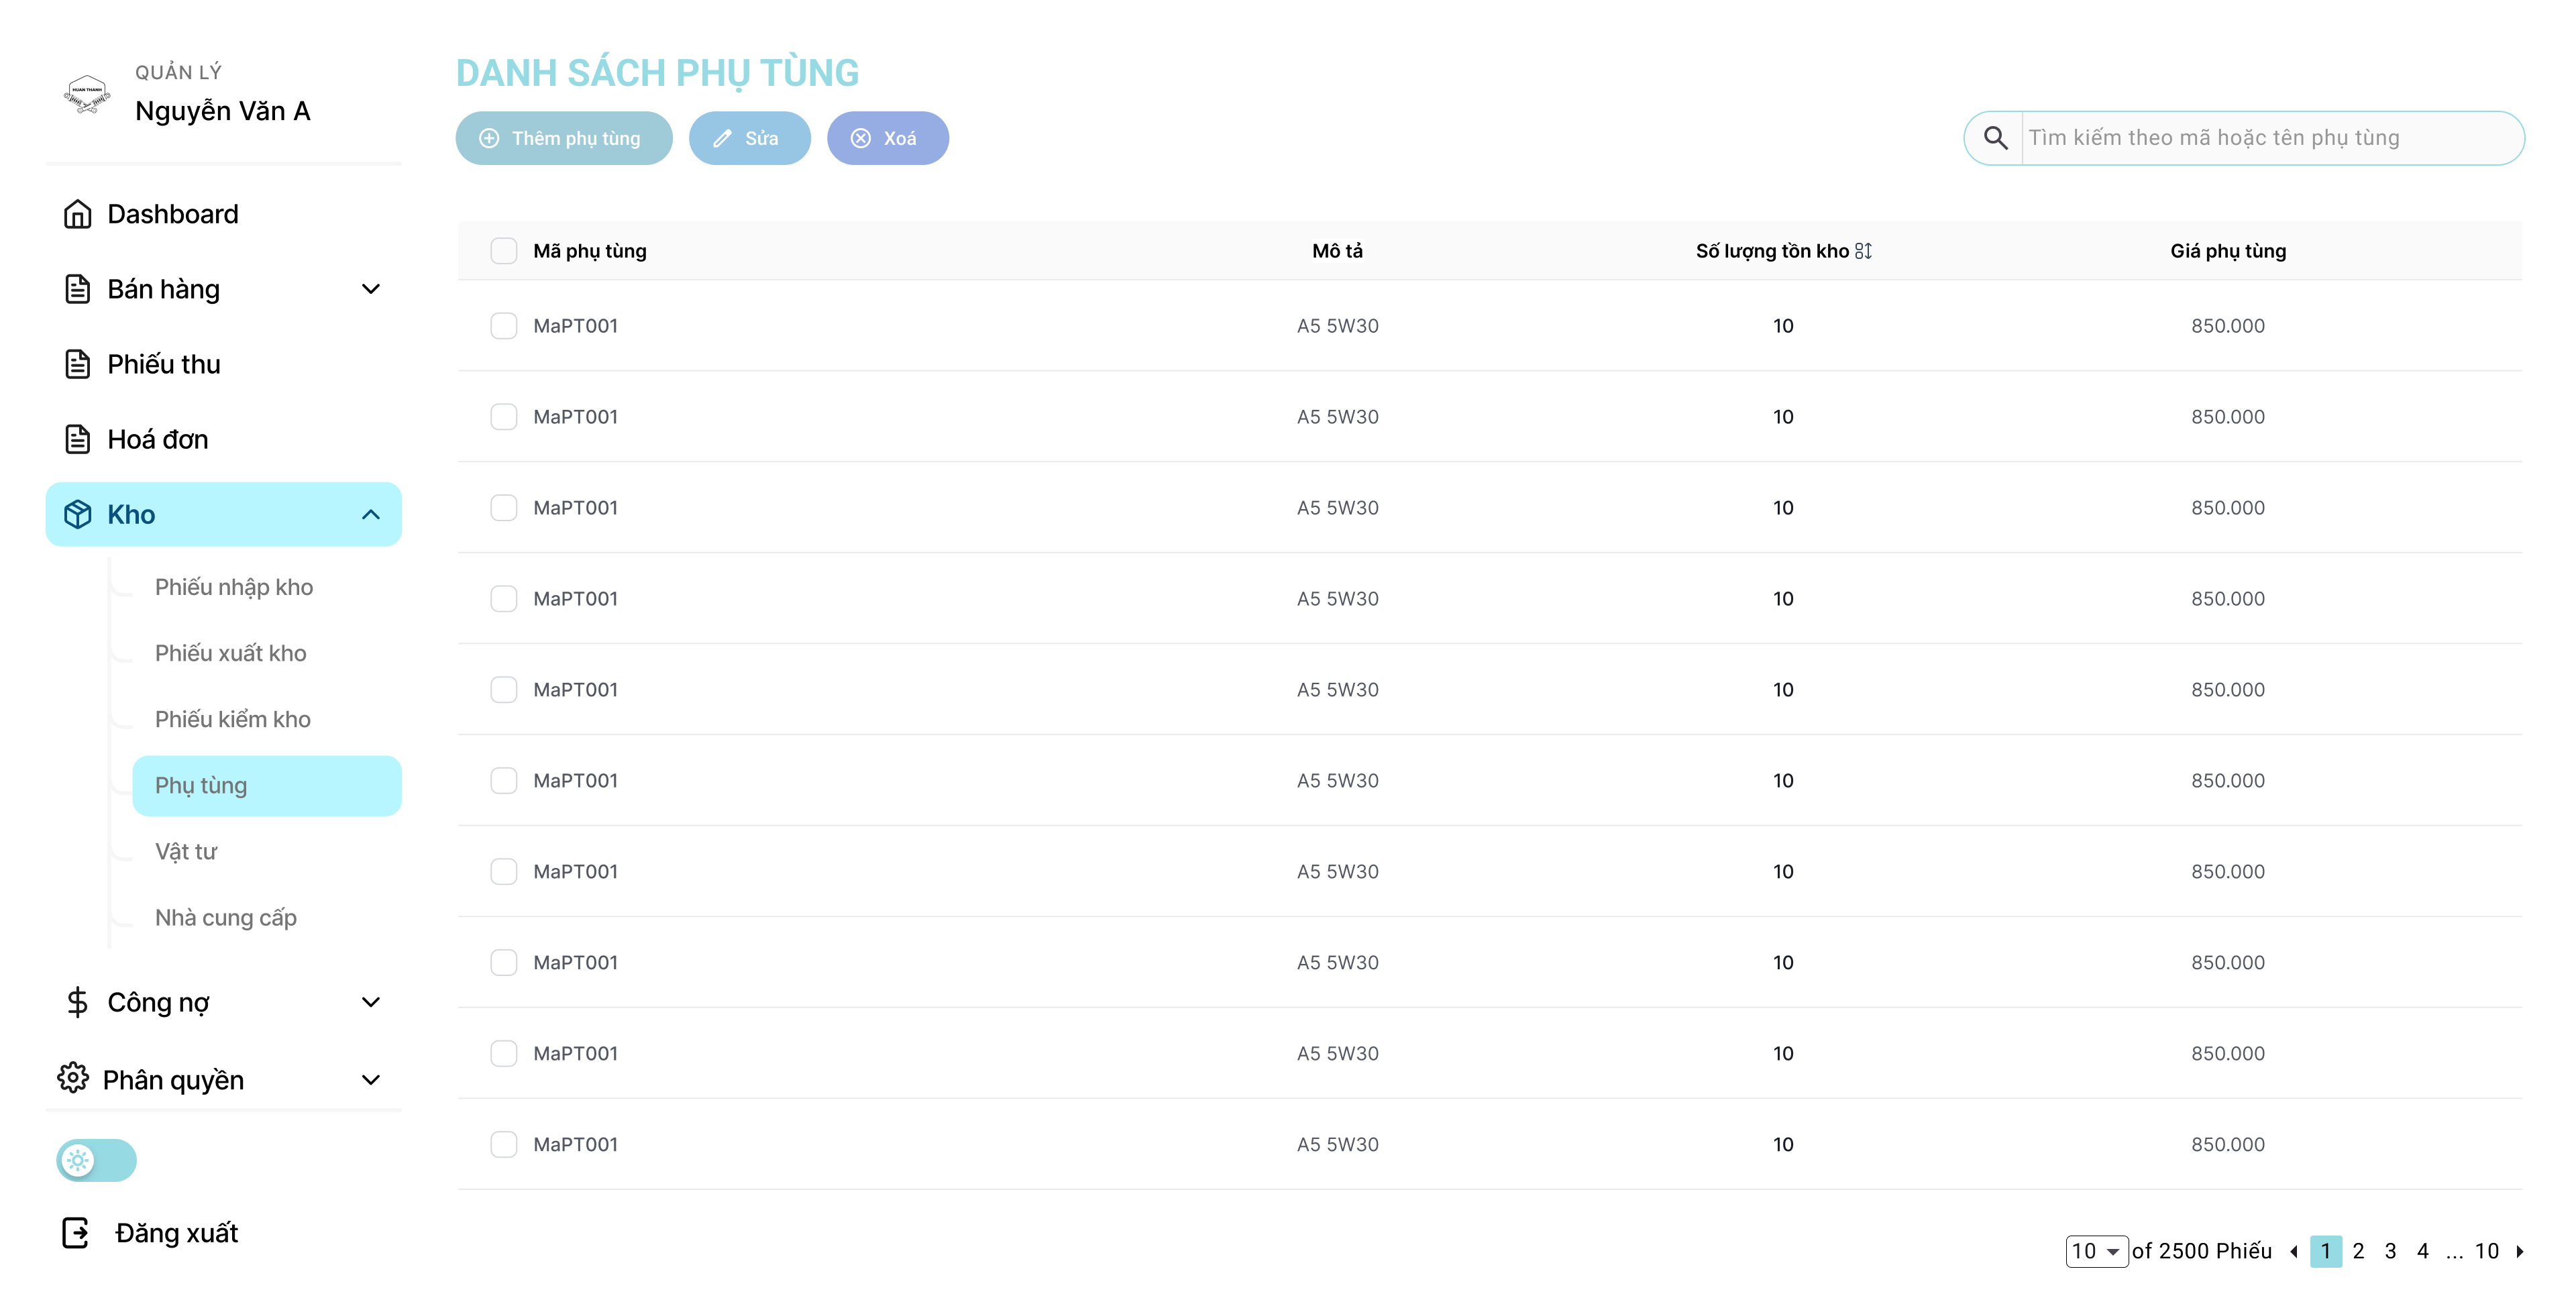 HUAN THANH
QUẢN LÝ
Nguyễn Văn A
Dashboard
Bán hàng
Phiếu thu
Hoá đơn
Kho
Phiếu nhập kho
Phiếu xuất kho
Phiếu kiểm kho
Phụ tùng
Vật tư
Nhà cung cấp
Công nợ
Phân quyền
Đăng xuất
DANH SÁCH PHỤ TÙNG
Thêm phụ tùng Sửa Xoá
Tìm kiếm theo mã hoặc tên phụ tùng
Mã phụ tùng Mô tả Số lượng tồn kho Giá phụ tùng
MaPT001 A5 5W30 10 850.000
MaPT001 A5 5W30 10 850.000
MaPT001 A5 5W30 10 850.000
MaPT001 A5 5W30 10 850.000
MaPT001 A5 5W30 10 850.000
MaPT001 A5 5W30 10 850.000
MaPT001 A5 5W30 10 850.000
MaPT001 A5 5W30 10 850.000
MaPT001 A5 5W30 10 850.000
MaPT001 A5 5W30 10 850.000
10 of 2500 Phiếu 1 2 3 4 ... 10